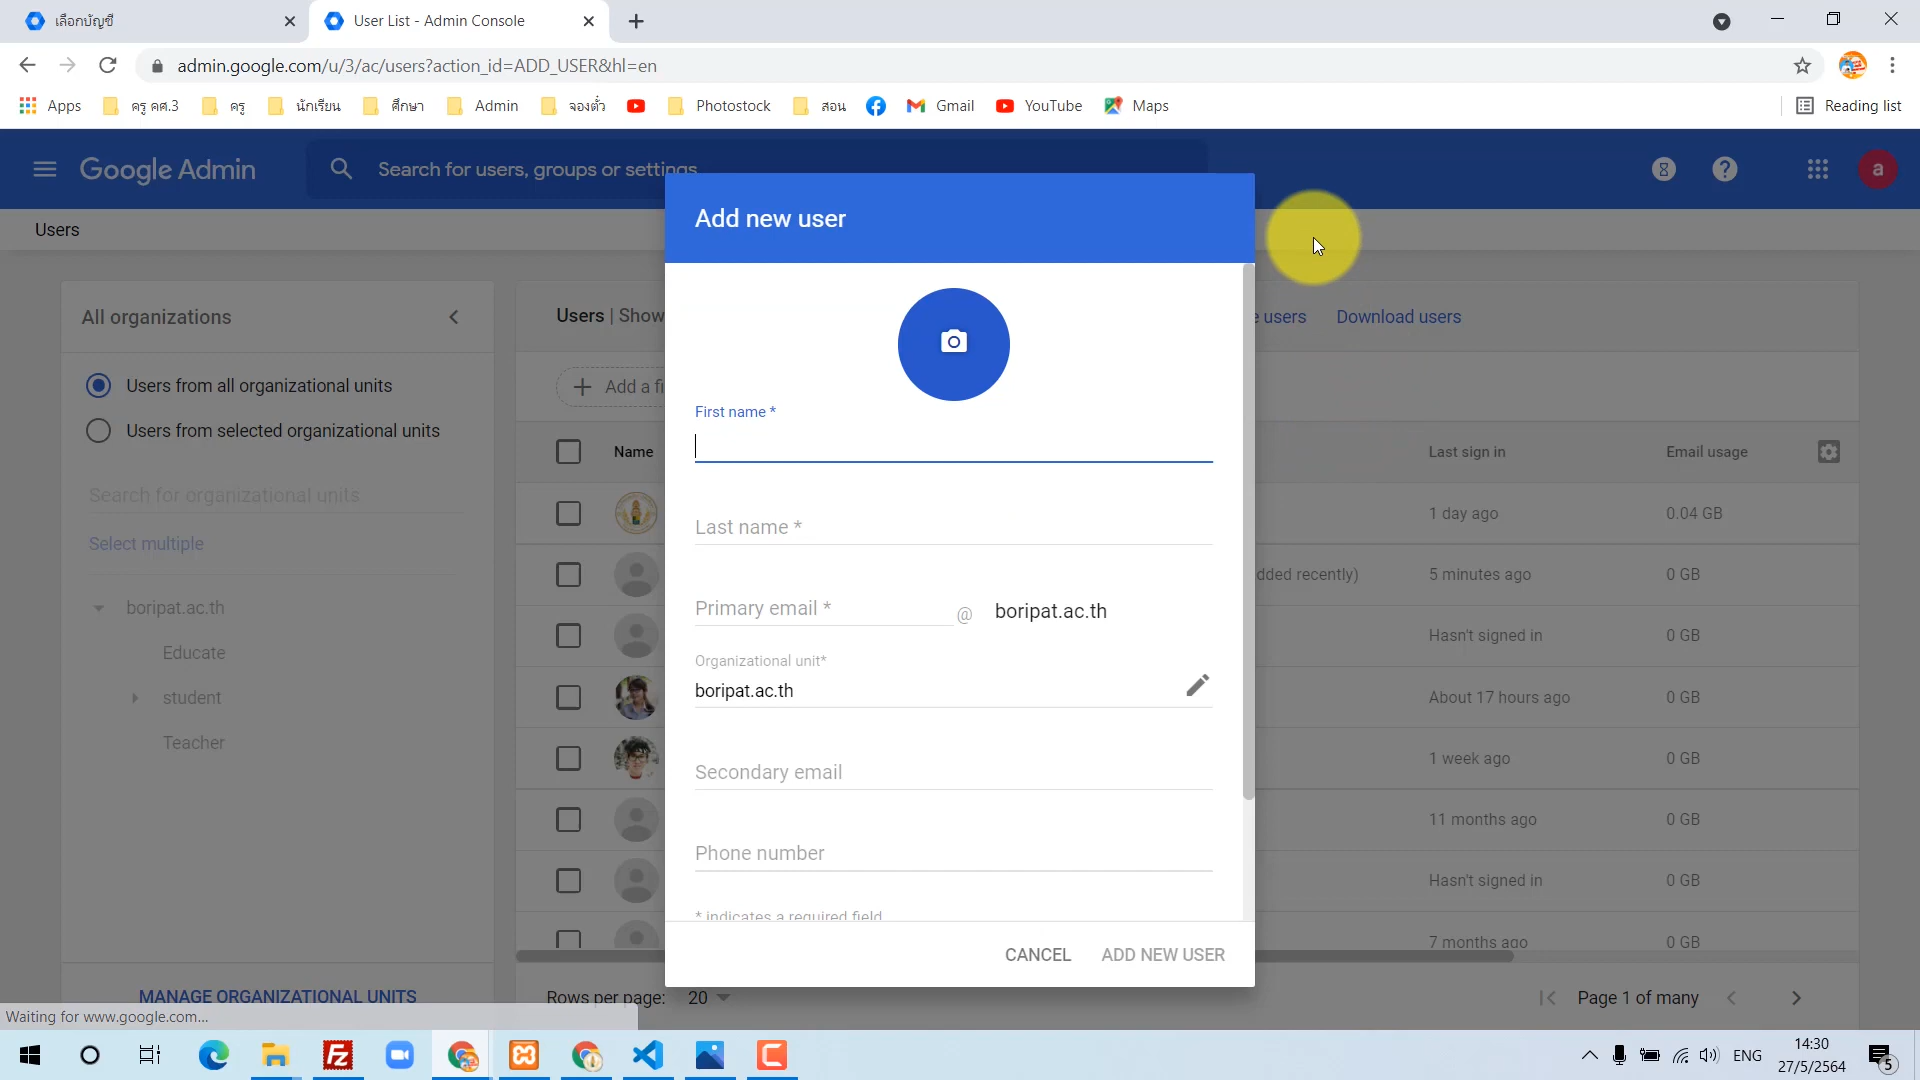 เลือกบัญชี
User List - Admin Console
admin.google.com/u/3/ac/users?action_id=ADD_USER&hl=en
Apps
ครู คศ.3
ครู
นักเรียน
ศึกษา
Admin
จองตั๋ว
Photostock
สอน
Gmail
YouTube
Maps
Reading list
Google Admin
Search for users, groups or settings
a
Users
Add new user
All organizations
Users from all organizational units
Users from selected organizational units
Search for organizational units
Select multiple
boripat.ac.th
Educate
student
Teacher
MANAGE ORGANIZATIONAL UNITS
Users | Show
e users
Download users
Add a fi
Name
Last sign in
Email usage
1 day ago
0.04 GB
dded recently)
5 minutes ago
0 GB
Hasn't signed in
0 GB
About 17 hours ago
0 GB
1 week ago
0 GB
11 months ago
0 GB
Hasn't signed in
0 GB
7 months ago
0 GB
First name *
Last name *
Primary email *
@
boripat.ac.th
Organizational unit*
boripat.ac.th
Secondary email
Phone number
* indicates a required field
CANCEL
ADD NEW USER
Rows per page:
20
Page 1 of many
Waiting for www.google.com...
ENG
14:30
27/5/2564
5